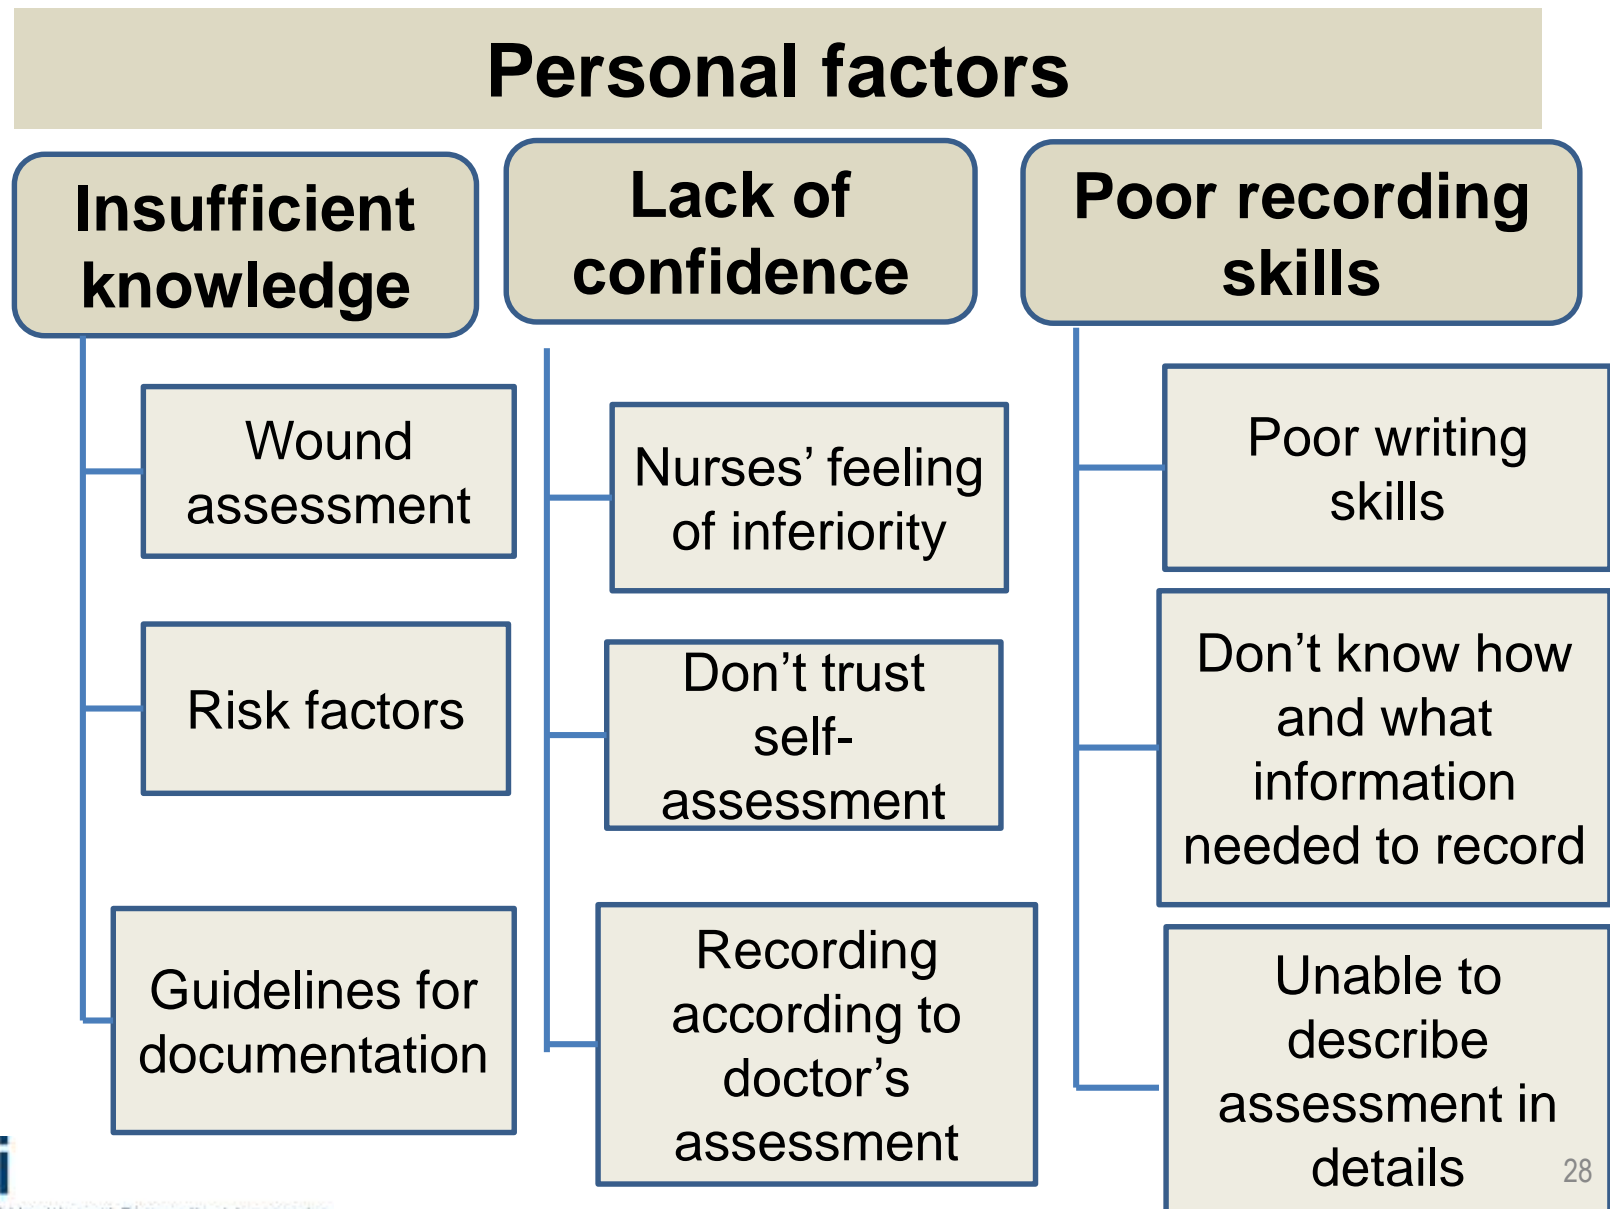 Personal factors
Insufficient
knowledge
Wound
assessment
Risk factors
Guidelines for
documentation
Lack of
confidence
Nurses’ feeling
of inferiority
Don’t trust
self-
assessment
Recording
according to
doctor’s
assessment
Poor recording
skills
Poor writing
skills
Don’t know how
and what
information
needed to record
Unable to
describe
assessment in
details
28